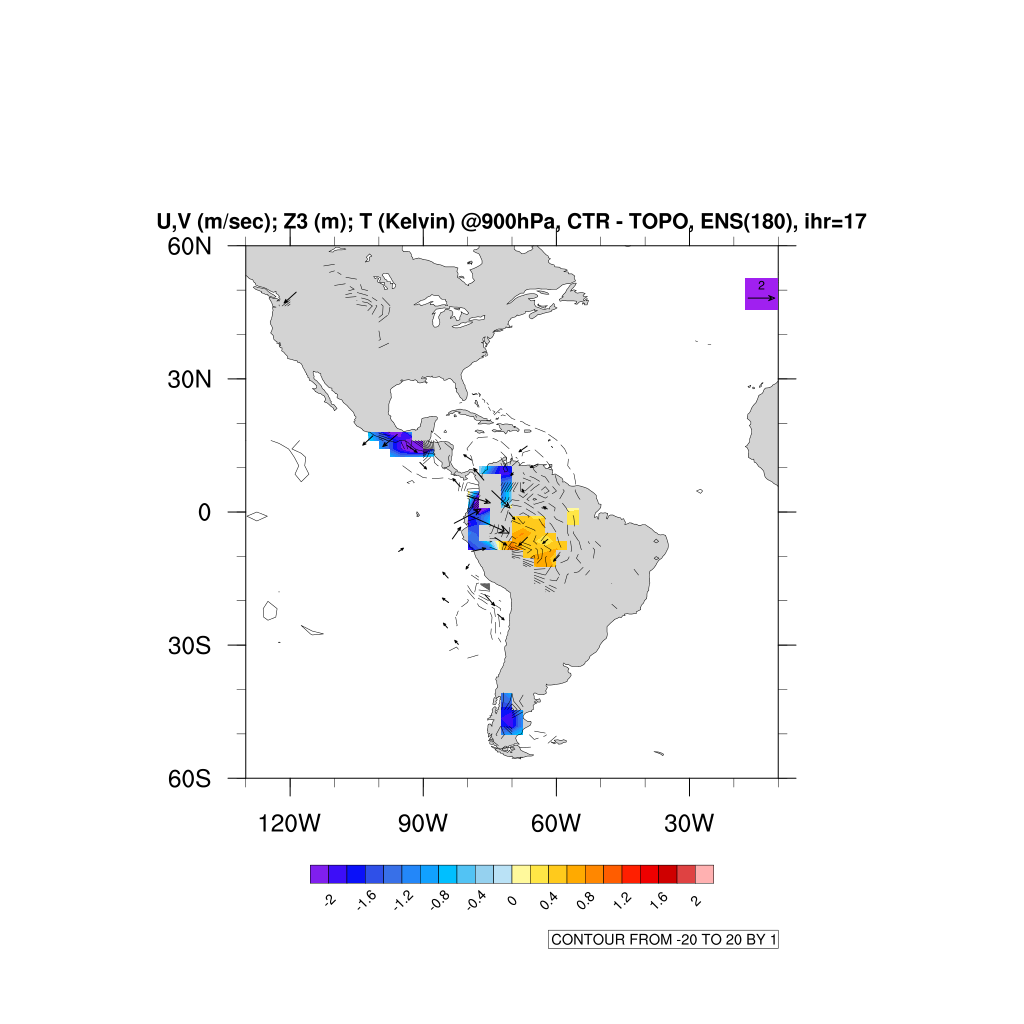 U,V (m/sec); Z3 (m); T (Kelvin) @900hPa, CTR - TOPO, ENS(180), ihr=17
60N
2
30N
0
30S
60S
120W 90W 60W 30W
-2 -1.6 -1.2 -0.8 -0.4 0 0.4 0.8 1.2 1.6 2
CONTOUR FROM -20 TO 20 BY 1